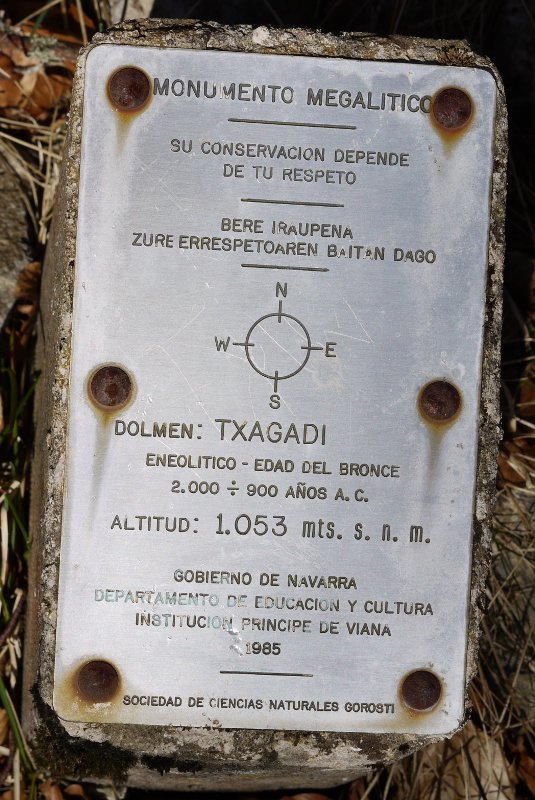 MONUMENTO MEGALITICO
SU CONSERVACION DEPENDE
DE TU RESPETO
BERE IRAUPENA
ZURE ERRESPETOAREN BAITAN DAGO
N
W E
S
DOLMEN: TXAGADI
ENEOLITICO - EDAD DEL BRONCE
2.000 ÷ 900 AÑOS A.C.
ALTITUD: 1.053 mts. s. n. m.
GOBIERNO DE NAVARRA
DEPARTAMENTO DE EDUCACION Y CULTURA
INSTITUCION PRINCIPE DE VIANA
1985
SOCIEDAD DE CIENCIAS NATURALES GOROSTI